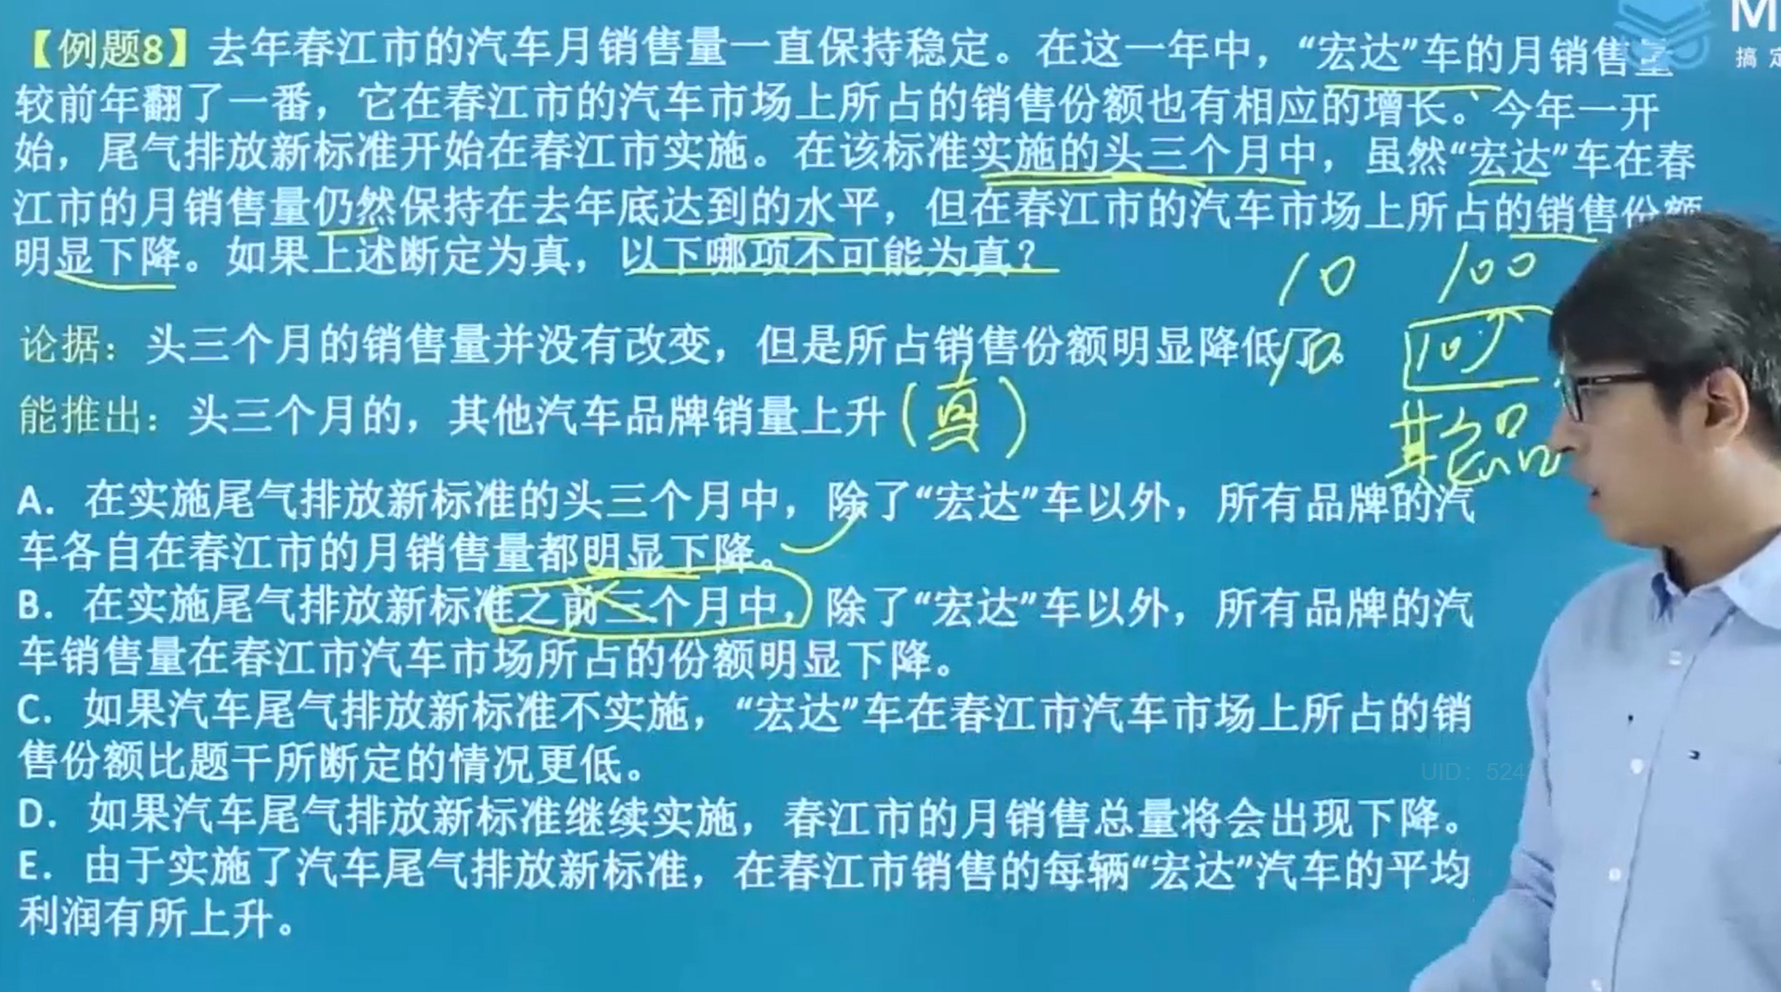 M
搞定
【例题8】去年春江市的汽车月销售量一直保持稳定。在这一年中，“宏达”车的月销售量
较前年翻了一番，它在春江市的汽车市场上所占的销售份额也有相应的增长。今年一开
始，尾气排放新标准开始在春江市实施。在该标准实施的头三个月中，虽然“宏达”车在春
江市的月销售量仍然保持在去年底达到的水平，但在春江市的汽车市场上所占的销售份额
明显下降。如果上述断定为真，以下哪项不可能为真？
10 100
论据：头三个月的销售量并没有改变，但是所占销售份额明显降低了。
10
能推出：头三个月的，其他汽车品牌销量上升（真）
其它品
A. 在实施尾气排放新标准的头三个月中，除了“宏达”车以外，所有品牌的汽
车各自在春江市的月销售量都明显下降。
B. 在实施尾气排放新标准之前三个月中，除了“宏达”车以外，所有品牌的汽
车销售量在春江市汽车市场所占的份额明显下降。
C. 如果汽车尾气排放新标准不实施，“宏达”车在春江市汽车市场上所占的销
售份额比题干所断定的情况更低。
UID: 524
D. 如果汽车尾气排放新标准继续实施，春江市的月销售总量将会出现下降。
E. 由于实施了汽车尾气排放新标准，在春江市销售的每辆“宏达”汽车的平均
利润有所上升。